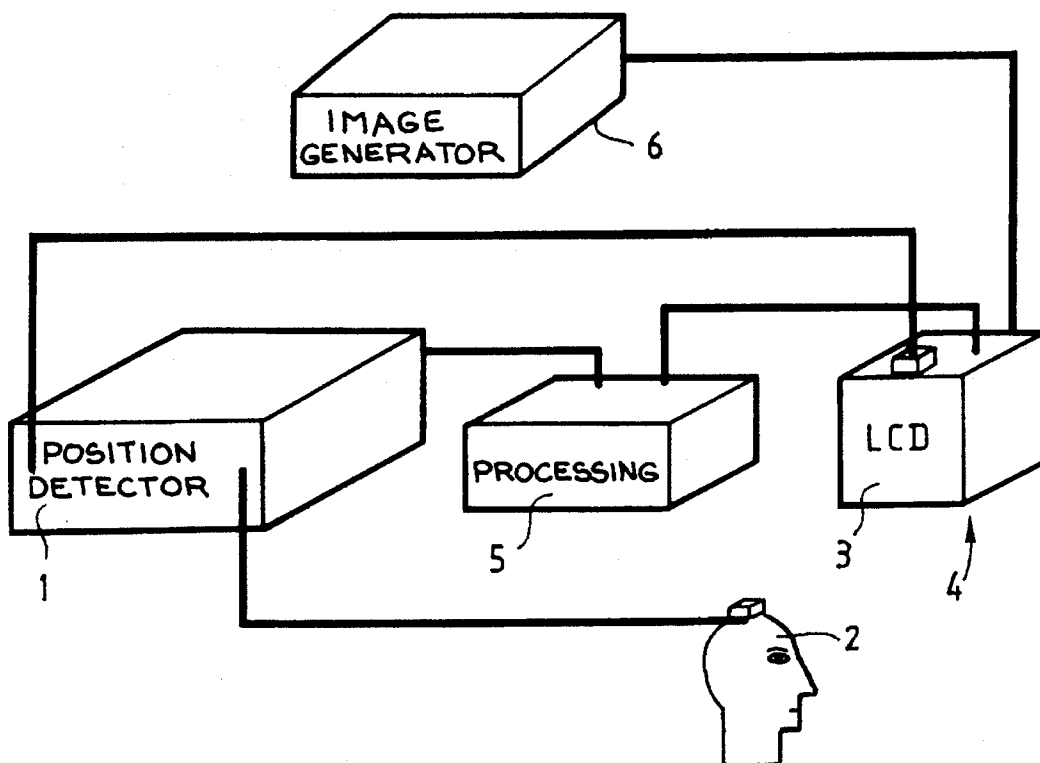 IMAGE
GENERATOR
6
POSITION
DETECTOR
1
PROCESSING
5
LCD
3
4
2